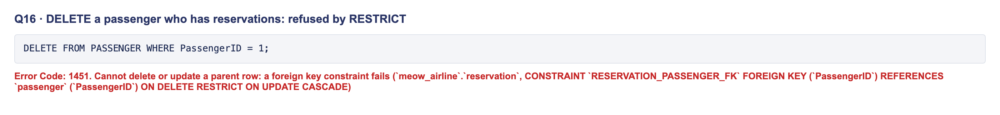 Q16 · DELETE a passenger who has reservations: refused by RESTRICT
DELETE FROM PASSENGER WHERE PassengerID = 1;
Error Code: 1451. Cannot delete or update a parent row: a foreign key constraint fails (`meow_airline`.`reservation`, CONSTRAINT `RESERVATION_PASSENGER_FK` FOREIGN KEY (`PassengerID`) REFERENCES
`passenger` (`PassengerID`) ON DELETE RESTRICT ON UPDATE CASCADE)